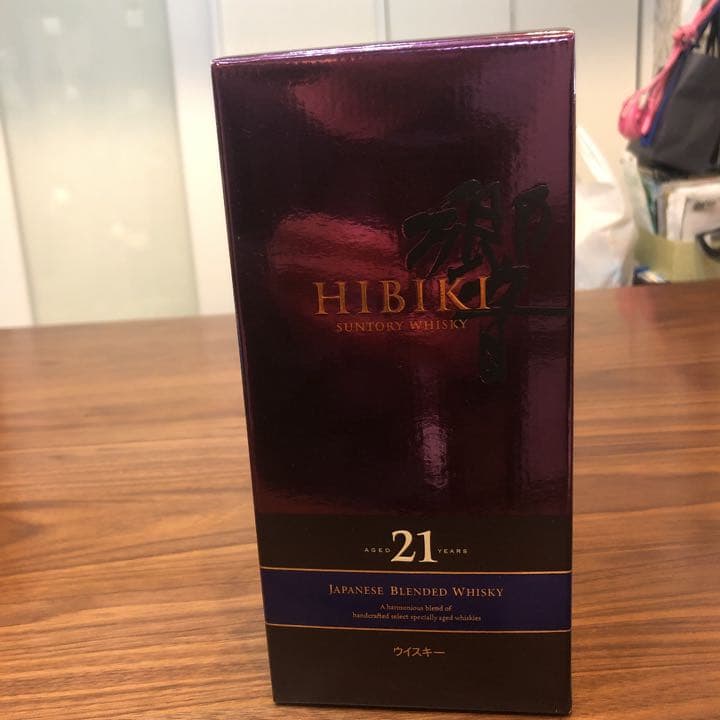 響
HIBIKI
SUNTORY WHISKY
AGED 21 YEARS
JAPANESE BLENDED WHISKY
A harmonious blend of
handcrafted select specially aged whiskies
ウイスキー